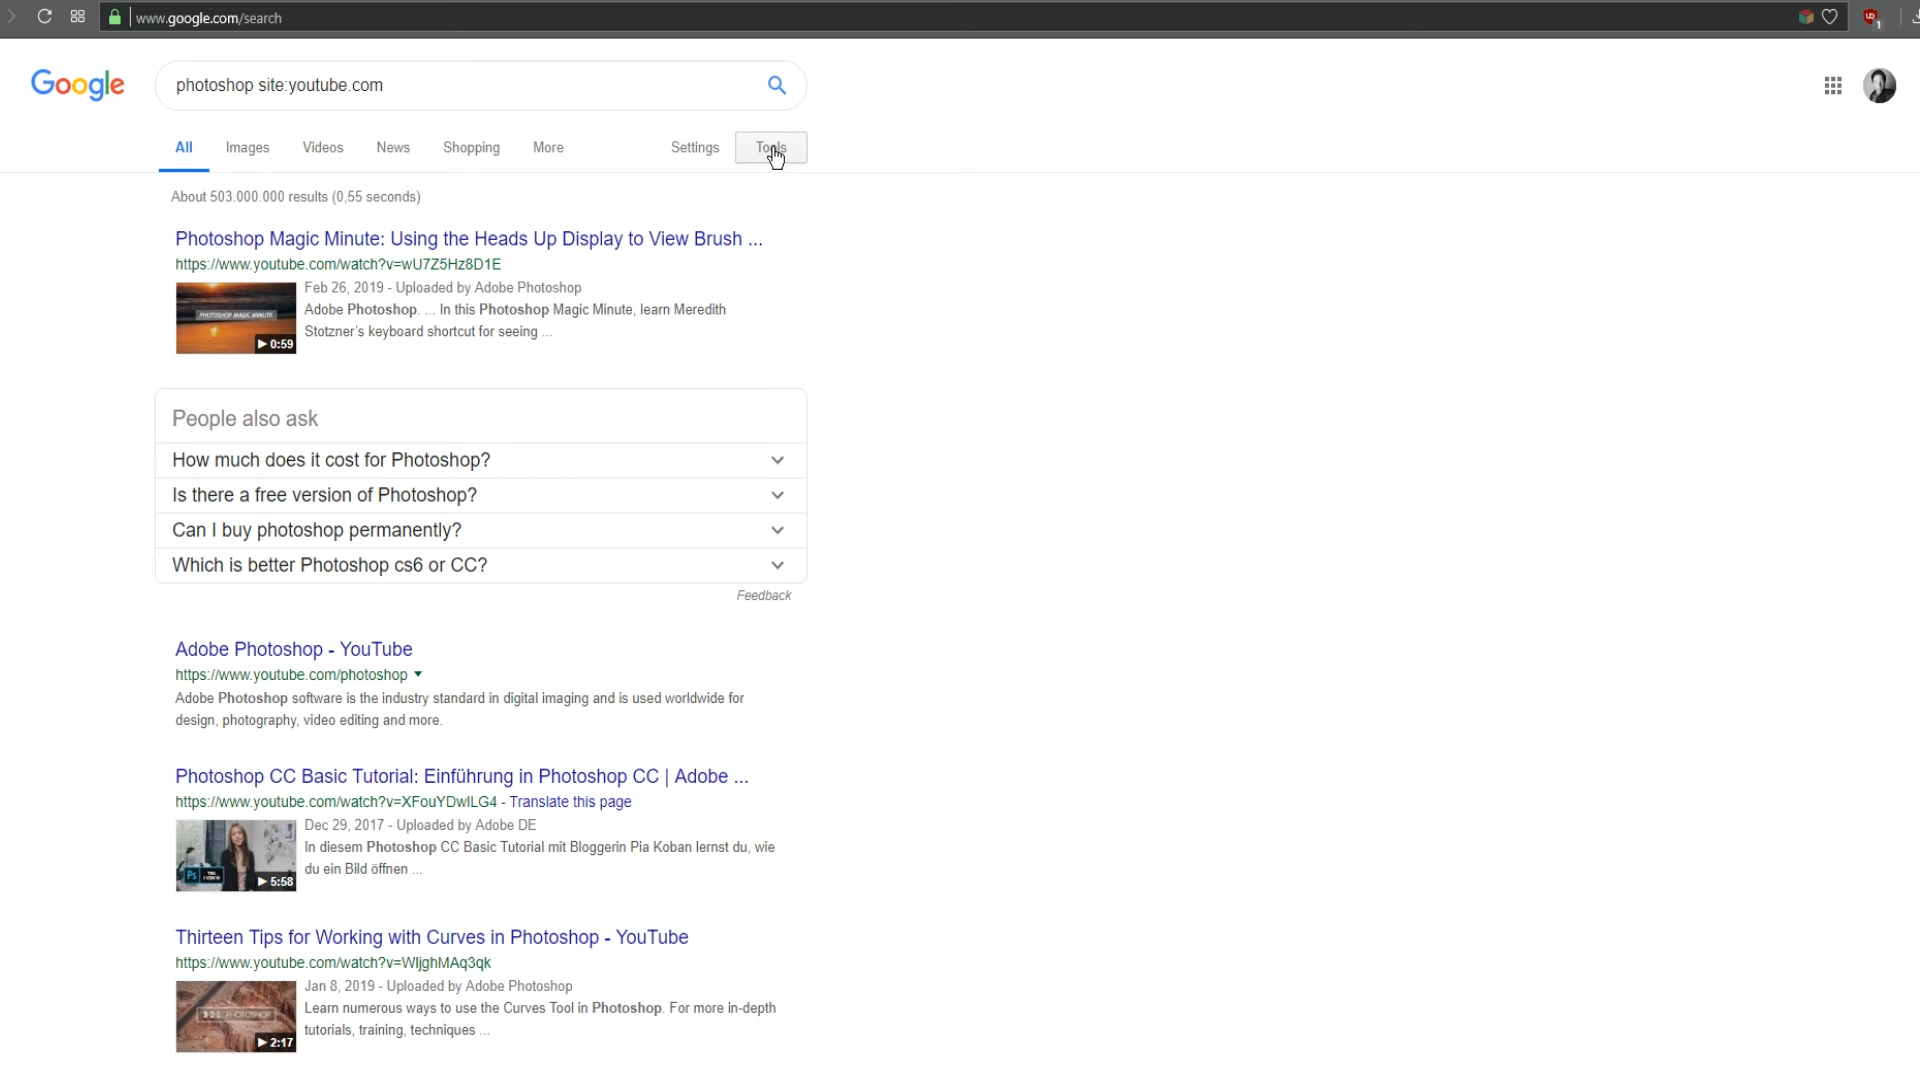 www.google.com/search
1
Google
photoshop site:youtube.com
All Images Videos News Shopping More Settings Tools
About 503.000.000 results (0,55 seconds)
Photoshop Magic Minute: Using the Heads Up Display to View Brush ...
https://www.youtube.com/watch?v=wU7Z5Hz8D1E
Feb 26, 2019 - Uploaded by Adobe Photoshop
Adobe Photoshop. ... In this Photoshop Magic Minute, learn Meredith
Stotzner's keyboard shortcut for seeing ...
PHOTOSHOP MAGIC MINUTE
0:59
People also ask
How much does it cost for Photoshop?
Is there a free version of Photoshop?
Can I buy photoshop permanently?
Which is better Photoshop cs6 or CC?
Feedback
Adobe Photoshop - YouTube
https://www.youtube.com/photoshop
Adobe Photoshop software is the industry standard in digital imaging and is used worldwide for
design, photography, video editing and more.
Photoshop CC Basic Tutorial: Einführung in Photoshop CC | Adobe ...
https://www.youtube.com/watch?v=XFouYDwlLG4 - Translate this page
Dec 29, 2017 - Uploaded by Adobe DE
In diesem Photoshop CC Basic Tutorial mit Bloggerin Pia Koban lernst du, wie
du ein Bild öffnen ...
Ps
5:58
Thirteen Tips for Working with Curves in Photoshop - YouTube
https://www.youtube.com/watch?v=WljghMAq3qk
Jan 8, 2019 - Uploaded by Adobe Photoshop
Learn numerous ways to use the Curves Tool in Photoshop. For more in-depth
tutorials, training, techniques ...
3-2-1 PHOTOSHOP
2:17